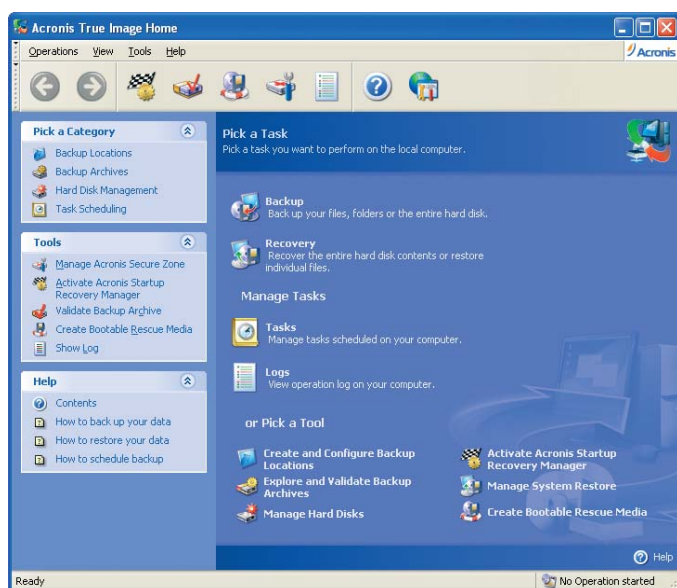 Acronis True Image Home
Operations View Tools Help
Acronis
Pick a Category
Backup Locations
Backup Archives
Hard Disk Management
Task Scheduling
Tools
Manage Acronis Secure Zone
Activate Acronis Startup
Recovery Manager
Validate Backup Archive
Create Bootable Rescue Media
Show Log
Help
Contents
How to back up your data
How to restore your data
How to schedule backup
Pick a Task
Pick a task you want to perform on the local computer.
Backup
Back up your files, folders or the entire hard disk.
Recovery
Recover the entire hard disk contents or restore
individual files.
Manage Tasks
Tasks
Manage tasks scheduled on your computer.
Logs
View operation log on your computer.
or Pick a Tool
Create and Configure Backup
Locations
Explore and Validate Backup
Archives
Manage Hard Disks
Activate Acronis Startup
Recovery Manager
Manage System Restore
Create Bootable Rescue Media
Help
Ready
No Operation started